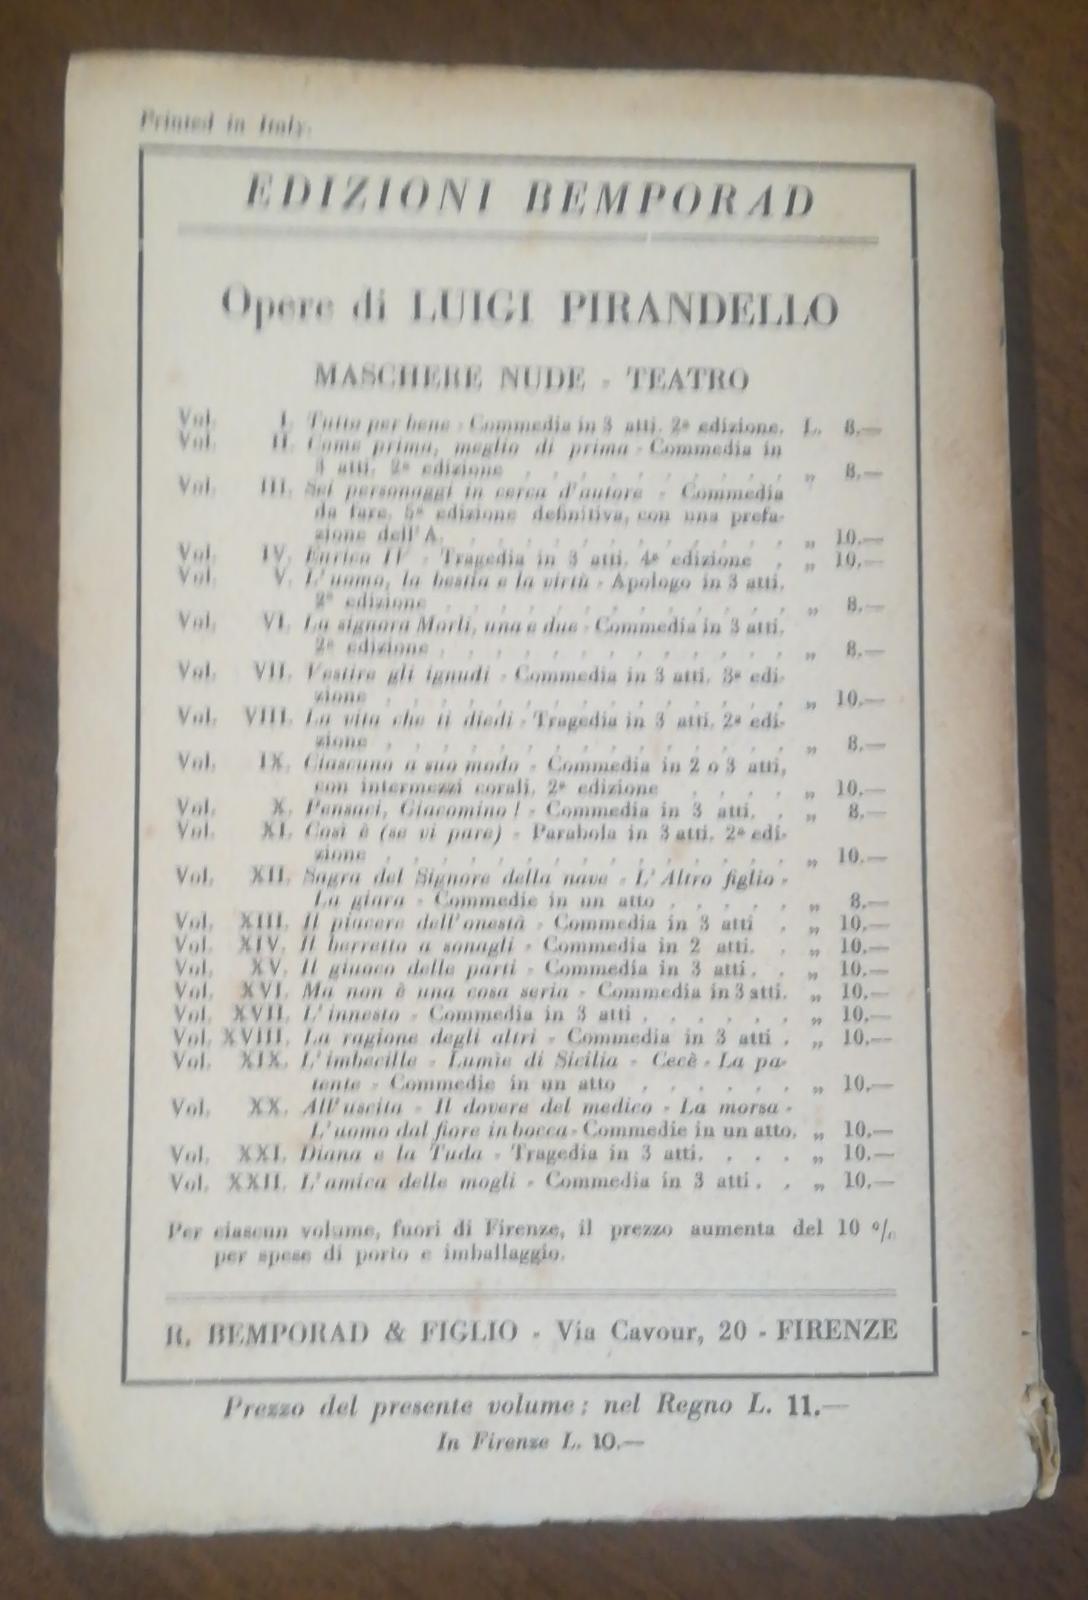 Printed in Italy.
EDIZIONI BEMPORAD
Opere di LUIGI PIRANDELLO
MASCHERE NUDE - TEATRO
Vol. I. Tutto per bene - Commedia in 3 atti. 2ª edizione. L. 8.—
Vol. II. Come prima, meglio di prima - Commedia in
3 atti. 2ª edizione . . . . . . . . . . „ 8.—
Vol. III. Sei personaggi in cerca d'autore - Commedia
da fare. 5ª edizione definitiva, con una prefa-
zione dell'A. . . . . . . . . . . . . „ 10.—
Vol. IV. Enrico IV - Tragedia in 3 atti. 4ª edizione . „ 10.—
Vol. V. L'uomo, la bestia e la virtù - Apologo in 3 atti.
2ª edizione . . . . . . . . . . . . . „ 8.—
Vol. VI. La signora Morli, una e due - Commedia in 3 atti.
2ª edizione . . . . . . . . . . . . . „ 8.—
Vol. VII. Vestire gli ignudi - Commedia in 3 atti. 3ª edi-
zione . . . . . . . . . . . . . . . „ 10.—
Vol. VIII. La vita che ti diedi - Tragedia in 3 atti. 2ª edi-
zione . . . . . . . . . . . . . . . „ 8.—
Vol. IX. Ciascuno a suo modo - Commedia in 2 o 3 atti,
con intermezzi corali. 2ª edizione . . . . . „ 10.—
Vol. X. Pensaci, Giacomino! - Commedia in 3 atti. . „ 8.—
Vol. XI. Così è (se vi pare) - Parabola in 3 atti. 2ª edi-
zione . . . . . . . . . . . . . . . „ 10.—
Vol. XII. Sagra del Signore della nave - L'Altro figlio -
La giara - Commedie in un atto . . . . . „ 8.—
Vol. XIII. Il piacere dell'onestà - Commedia in 3 atti . „ 10.—
Vol. XIV. Il berretto a sonagli - Commedia in 2 atti. . „ 10.—
Vol. XV. Il giuoco delle parti - Commedia in 3 atti . . „ 10.—
Vol. XVI. Ma non è una cosa seria - Commedia in 3 atti. „ 10.—
Vol. XVII. L'innesto - Commedia in 3 atti . . . . . . „ 10.—
Vol. XVIII. La ragione degli altri - Commedia in 3 atti . „ 10.—
Vol. XIX. L'imbecille - Lumìe di Sicilia - Cecè - La pa-
tente - Commedie in un atto . . . . . . „ 10.—
Vol. XX. All'uscita - Il dovere del medico - La morsa -
L'uomo dal fiore in bocca - Commedie in un atto. „ 10.—
Vol. XXI. Diana e la Tuda - Tragedia in 3 atti. . . . . „ 10.—
Vol. XXII. L'amica delle mogli - Commedia in 3 atti . . „ 10.—
Per ciascun volume, fuori di Firenze, il prezzo aumenta del 10 %
per spese di porto e imballaggio.
R. BEMPORAD & FIGLIO - Via Cavour, 20 - FIRENZE
Prezzo del presente volume: nel Regno L. 11.—
In Firenze L. 10.—